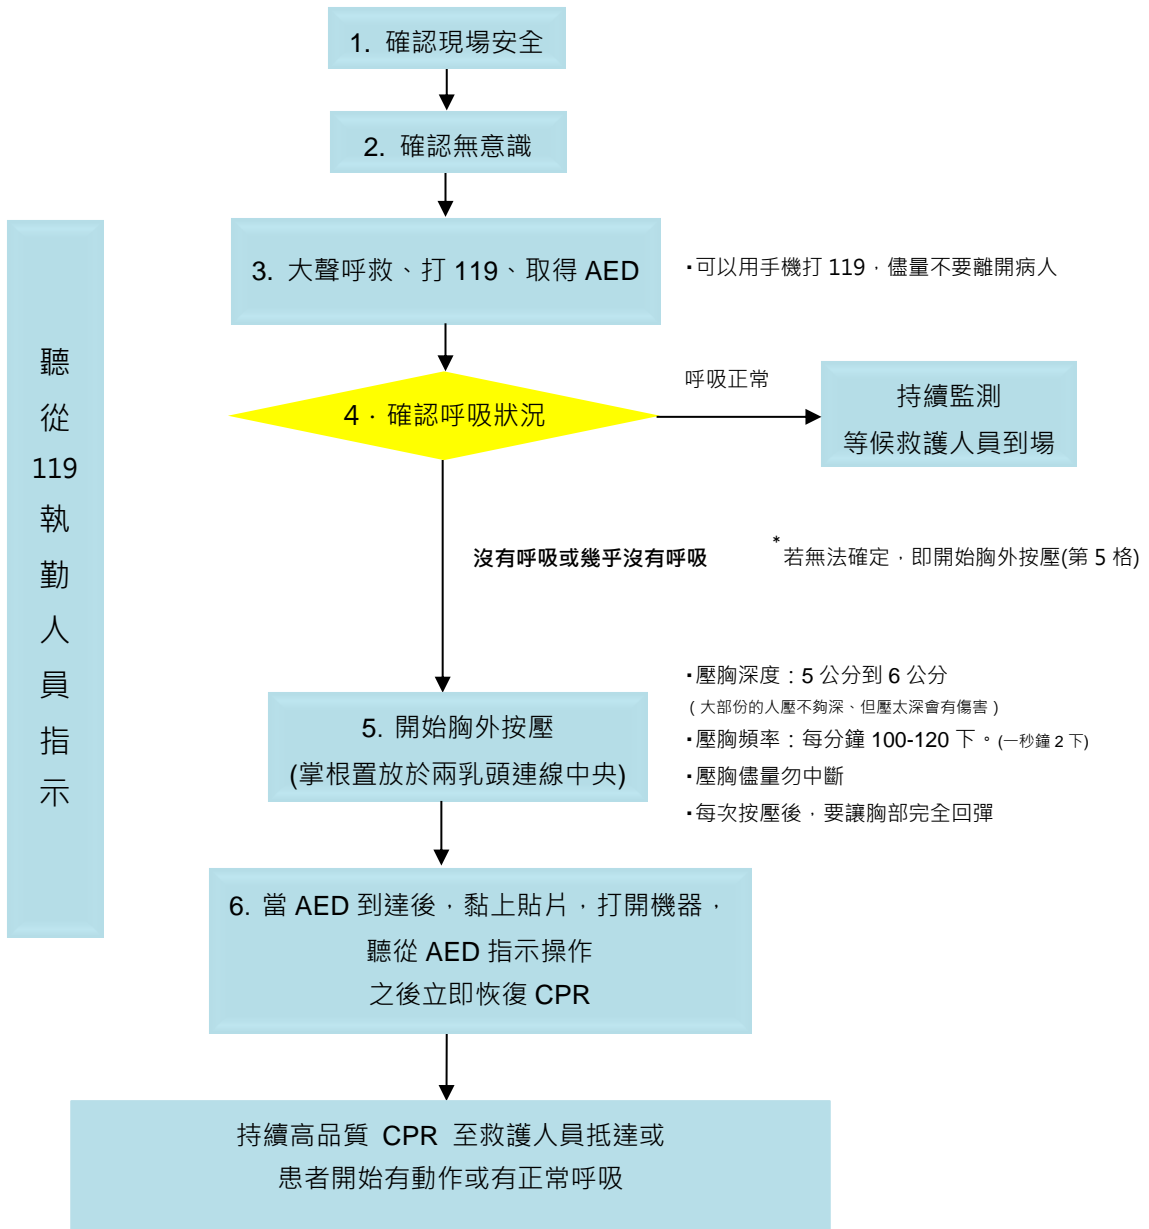 1. 確認現場安全
2. 確認無意識
3. 大聲呼救、打 119、取得 AED
‧可以用手機打 119，儘量不要離開病人
4．確認呼吸狀況
呼吸正常
持續監測
等候救護人員到場
沒有呼吸或幾乎沒有呼吸
*若無法確定，即開始胸外按壓(第 5 格)
5. 開始胸外按壓
(掌根置放於兩乳頭連線中央)
‧壓胸深度：5 公分到 6 公分
（大部份的人壓不夠深、但壓太深會有傷害）
‧壓胸頻率：每分鐘 100-120 下。(一秒鐘 2 下)
‧壓胸儘量勿中斷
‧每次按壓後，要讓胸部完全回彈
6. 當 AED 到達後，黏上貼片，打開機器，
聽從 AED 指示操作
之後立即恢復 CPR
持續高品質 CPR 至救護人員抵達或
患者開始有動作或有正常呼吸
聽
從
119
執
勤
人
員
指
示